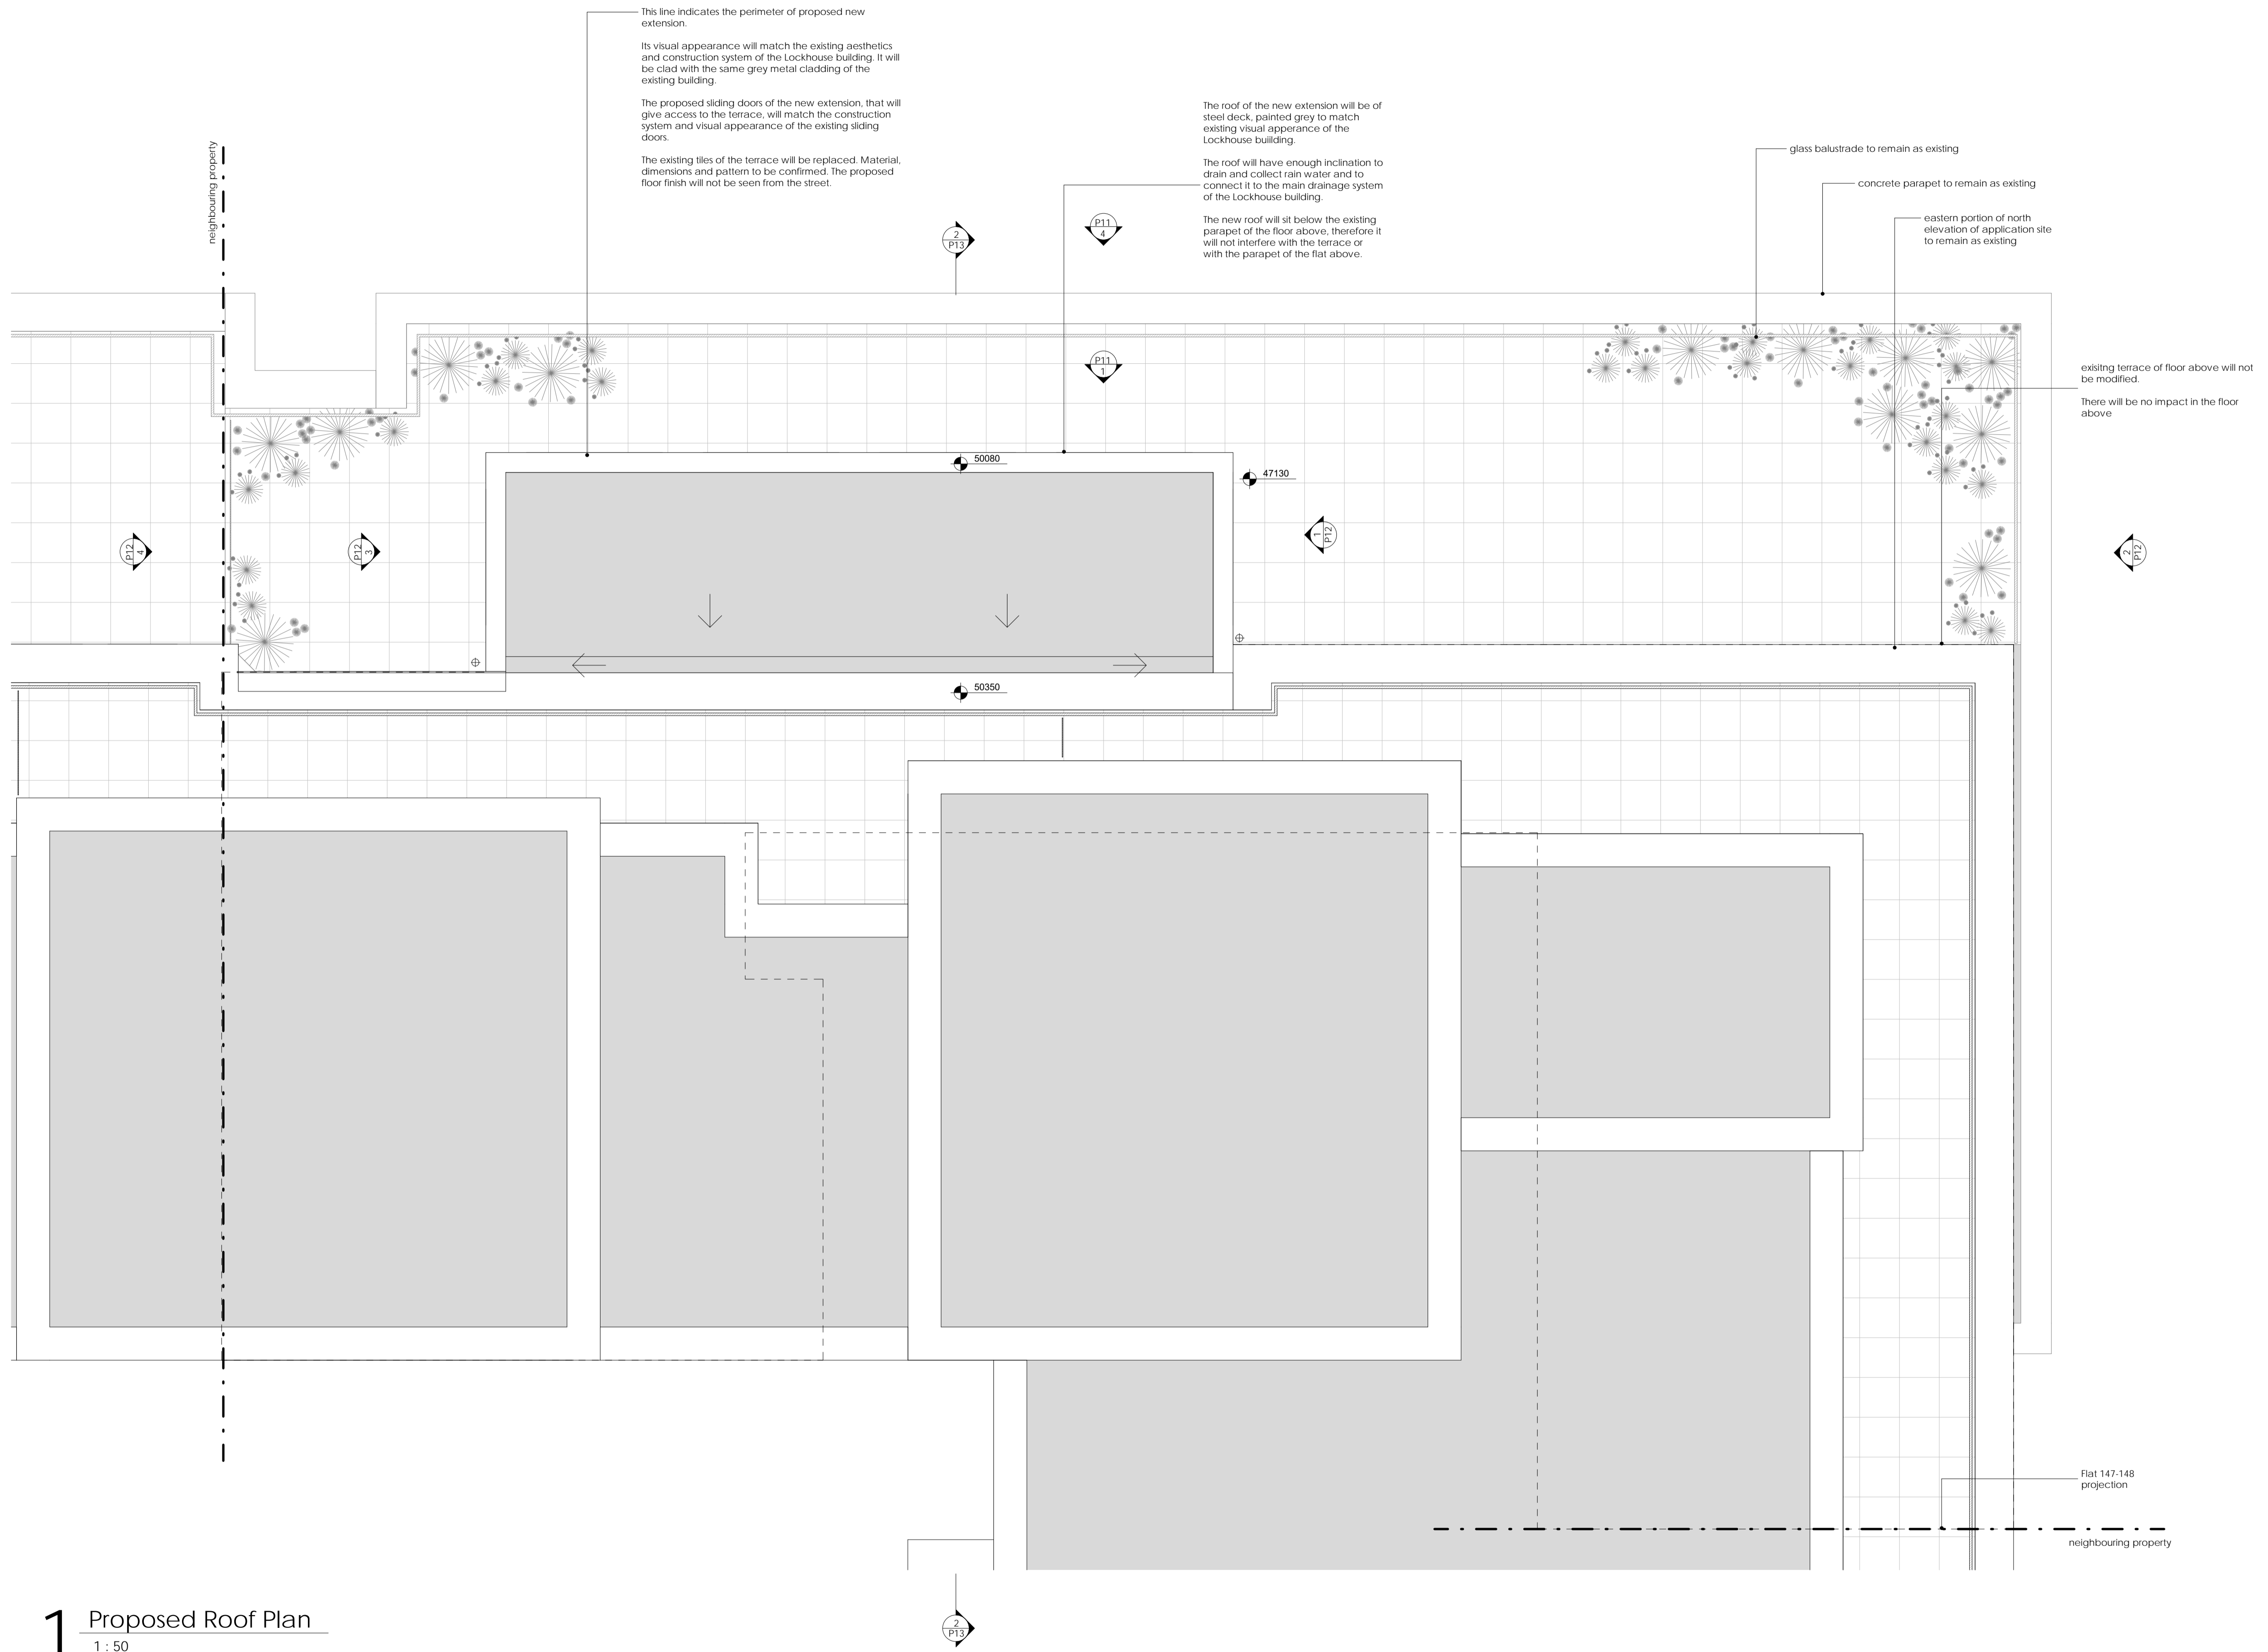 This line indicates the perimeter of proposed new
extension.
Its visual appearance will match the existing aesthetics
and construction system of the Lockhouse building. It will
be clad with the same grey metal cladding of the
existing building.
The proposed sliding doors of the new extension, that will
give access to the terrace, will match the construction
system and visual appearance of the existing sliding
doors.
The existing tiles of the terrace will be replaced. Material,
dimensions and pattern to be confirmed. The proposed
floor finish will not be seen from the street.
The roof of the new extension will be of
steel deck, painted grey to match
existing visual apperance of the
Lockhouse buiilding.
The roof will have enough inclination to
drain and collect rain water and to
connect it to the main drainage system
of the Lockhouse building.
The new roof will sit below the existing
parapet of the floor above, therefore it
will not interfere with the terrace or
with the parapet of the flat above.
glass balustrade to remain as existing
concrete parapet to remain as existing
eastern portion of north
elevation of application site
to remain as existing
neighbouring property
2
P13
P11
4
P11
1
exisitng terrace of floor above will not
be modified.
There will be no impact in the floor
above
50080
47130
P12
4
P12
3
1
P12
2
P12
50350
Flat 147-148
projection
neighbouring property
2
P13
1
Proposed Roof Plan
1 : 50